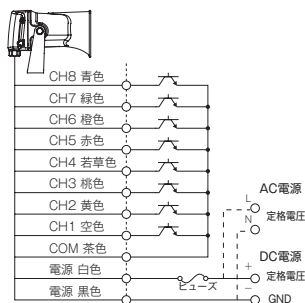 CH8 青色
CH7 緑色
CH6 橙色
CH5 赤色
CH4 若草色
CH3 桃色
CH2 黄色
CH1 空色
COM 茶色
電源 白色
電源 黒色
ヒューズ
AC電源
L
N
定格電圧
DC電源
+
定格電圧
−
GND